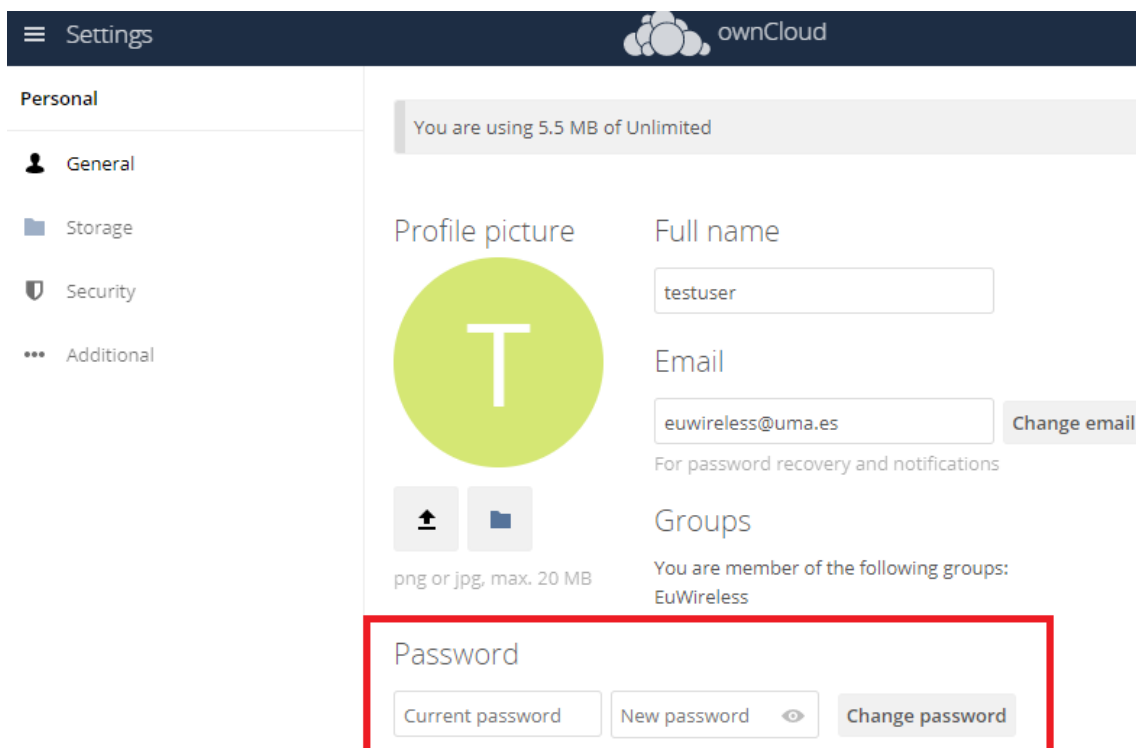 Settings
ownCloud
Personal
General
Storage
Security
Additional
You are using 5.5 MB of Unlimited
Profile picture
T
png or jpg, max. 20 MB
Full name
testuser
Email
euwireless@uma.es
Change email
For password recovery and notifications
Groups
You are member of the following groups:
EuWireless
Password
Current password
New password
Change password